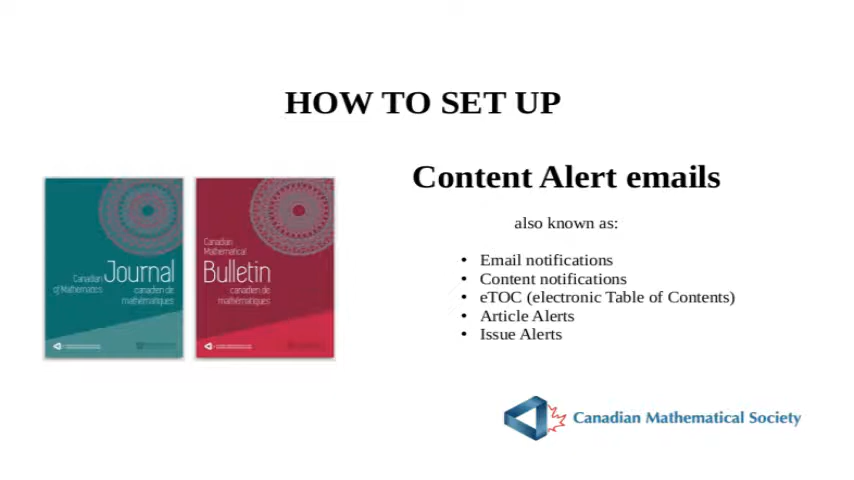 HOW TO SET UP
Content Alert emails
also known as:
• Email notifications
• Content notifications
• eTOC (electronic Table of Contents)
• Article Alerts
• Issue Alerts
Canadian Journal
of Mathematics canadien de
mathématiques
Canadian
Mathematical
Bulletin
canadien de
mathématiques
Canadian Mathematical Society